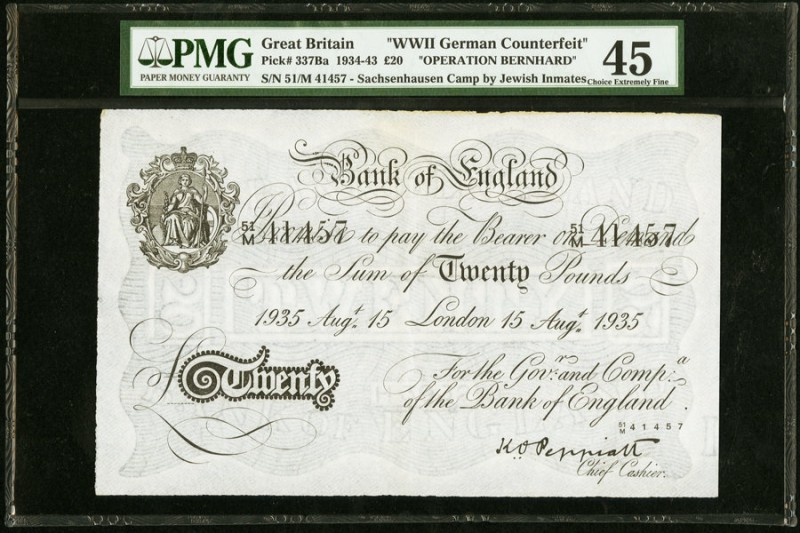 PMG
PAPER MONEY GUARANTY
Great Britain "WWII German Counterfeit"
Pick# 337Ba 1934-43 £20 "OPERATION BERNHARD"
S/N 51/M 41457 - Sachsenhausen Camp by Jewish Inmates
45
Choice Extremely Fine
Bank of England
51/M 41457 51/M 41457
Promise to pay the Bearer on Demand
the Sum of Twenty Pounds
1935 Augt. 15 London 15 Augt. 1935
£ Twenty
For the Govr. and Compa.
of the Bank of England.
51/M 41457
K.O. Peppiatt
Chief Cashier.